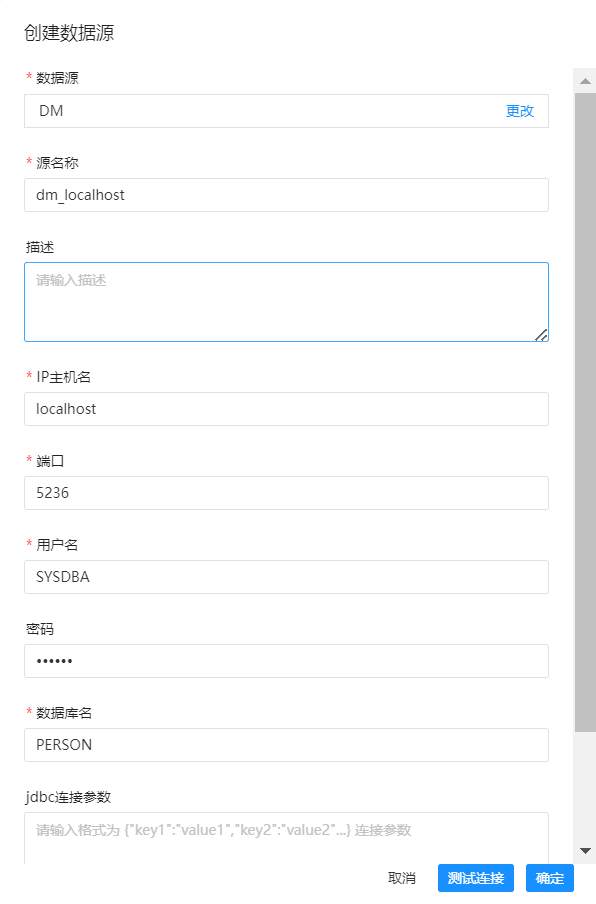 创建数据源
* 数据源
DM 更改
* 源名称
dm_localhost
描述
请输入描述
* IP主机名
localhost
* 端口
5236
* 用户名
SYSDBA
密码
••••••
* 数据库名
PERSON
jdbc连接参数
请输入格式为 {"key1":"value1","key2":"value2"...} 连接参数
取消 测试连接 确定